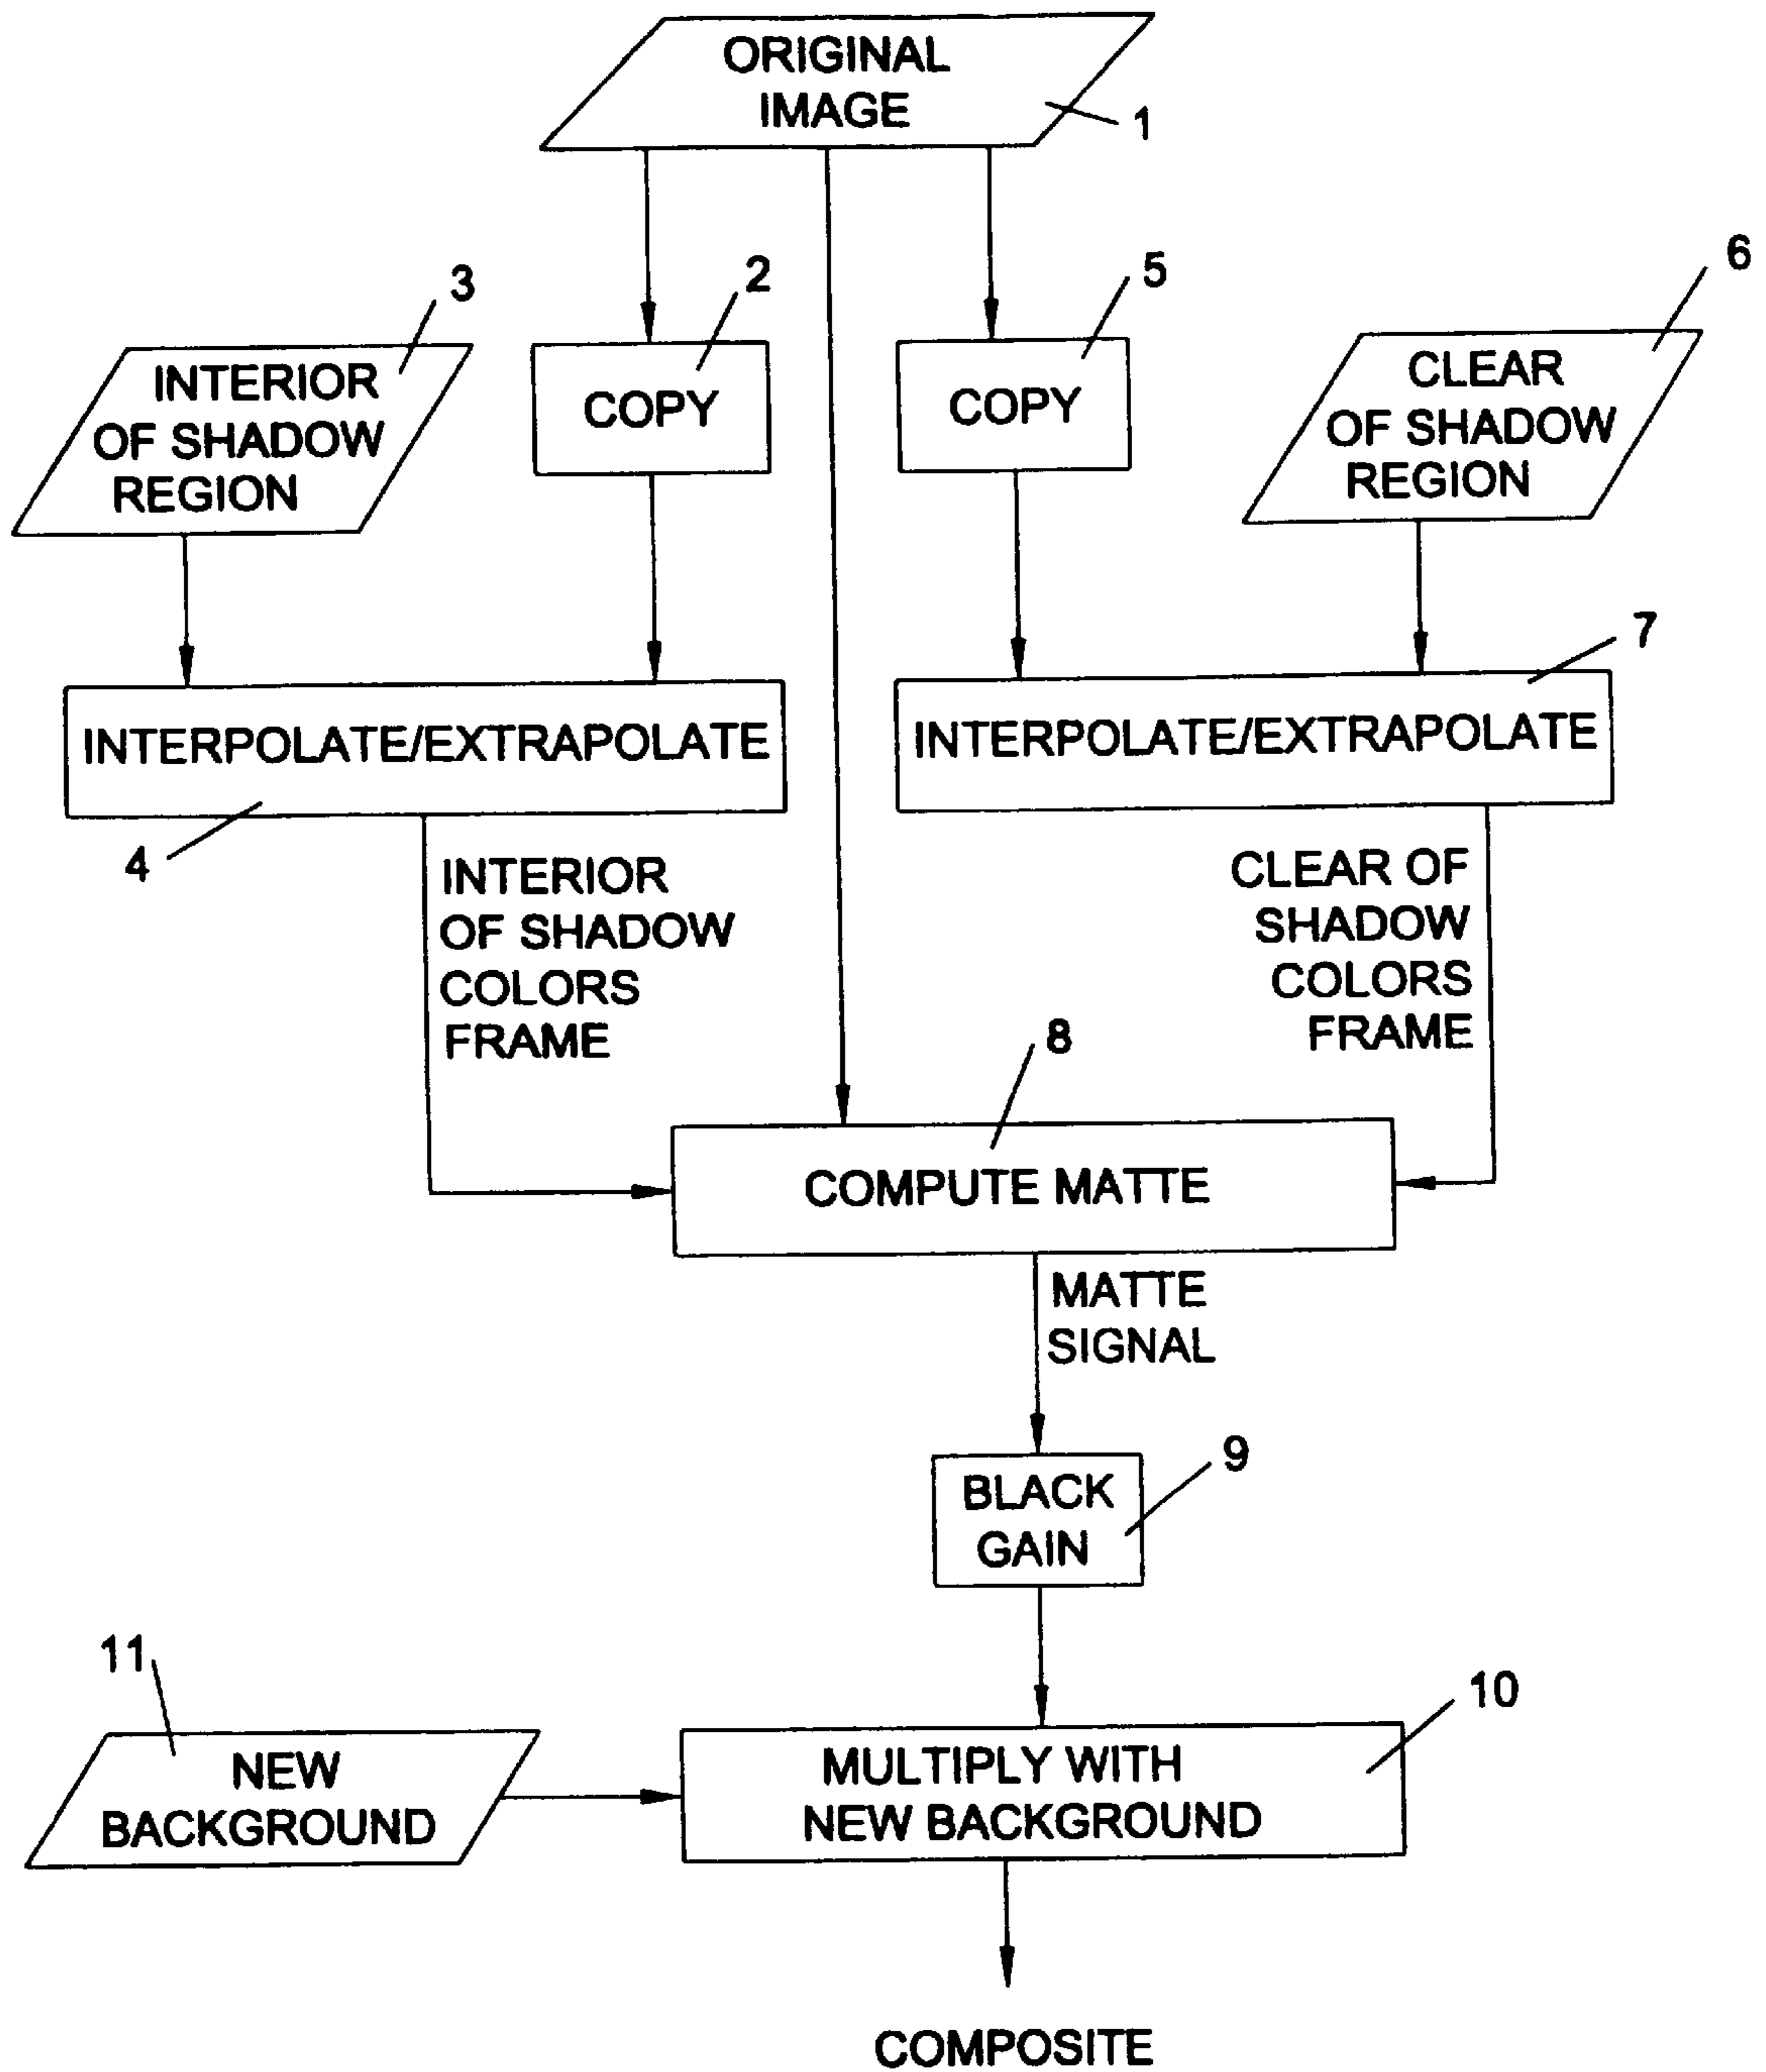 ORIGINAL
IMAGE
1
3
2
5
6
INTERIOR
OF SHADOW
REGION
COPY
COPY
CLEAR
OF SHADOW
REGION
7
INTERPOLATE/EXTRAPOLATE
INTERPOLATE/EXTRAPOLATE
4
INTERIOR
OF SHADOW
COLORS
FRAME
CLEAR OF
SHADOW
COLORS
FRAME
8
COMPUTE MATTE
MATTE
SIGNAL
9
BLACK
GAIN
11
10
NEW
BACKGROUND
MULTIPLY WITH
NEW BACKGROUND
COMPOSITE